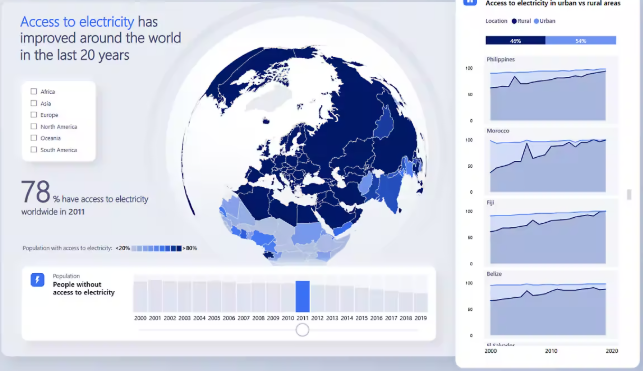 Access to electricity has
improved around the world
in the last 20 years
Africa
Asia
Europe
North America
Oceania
South America
78 % have access to electricity
worldwide in 2011
Population with access to electricity: <20% >80%
Population
People without
access to electricity
2000 2001 2002 2003 2004 2005 2006 2007 2008 2009 2010 2011 2012 2013 2014 2015 2016 2017 2018 2019
Access to electricity in urban vs rural areas
Location Rural Urban
46% 54%
Philippines
100
50
0
Morocco
100
50
0
Fiji
100
50
0
Belize
100
50
0
El Salvador
2000 2010 2020